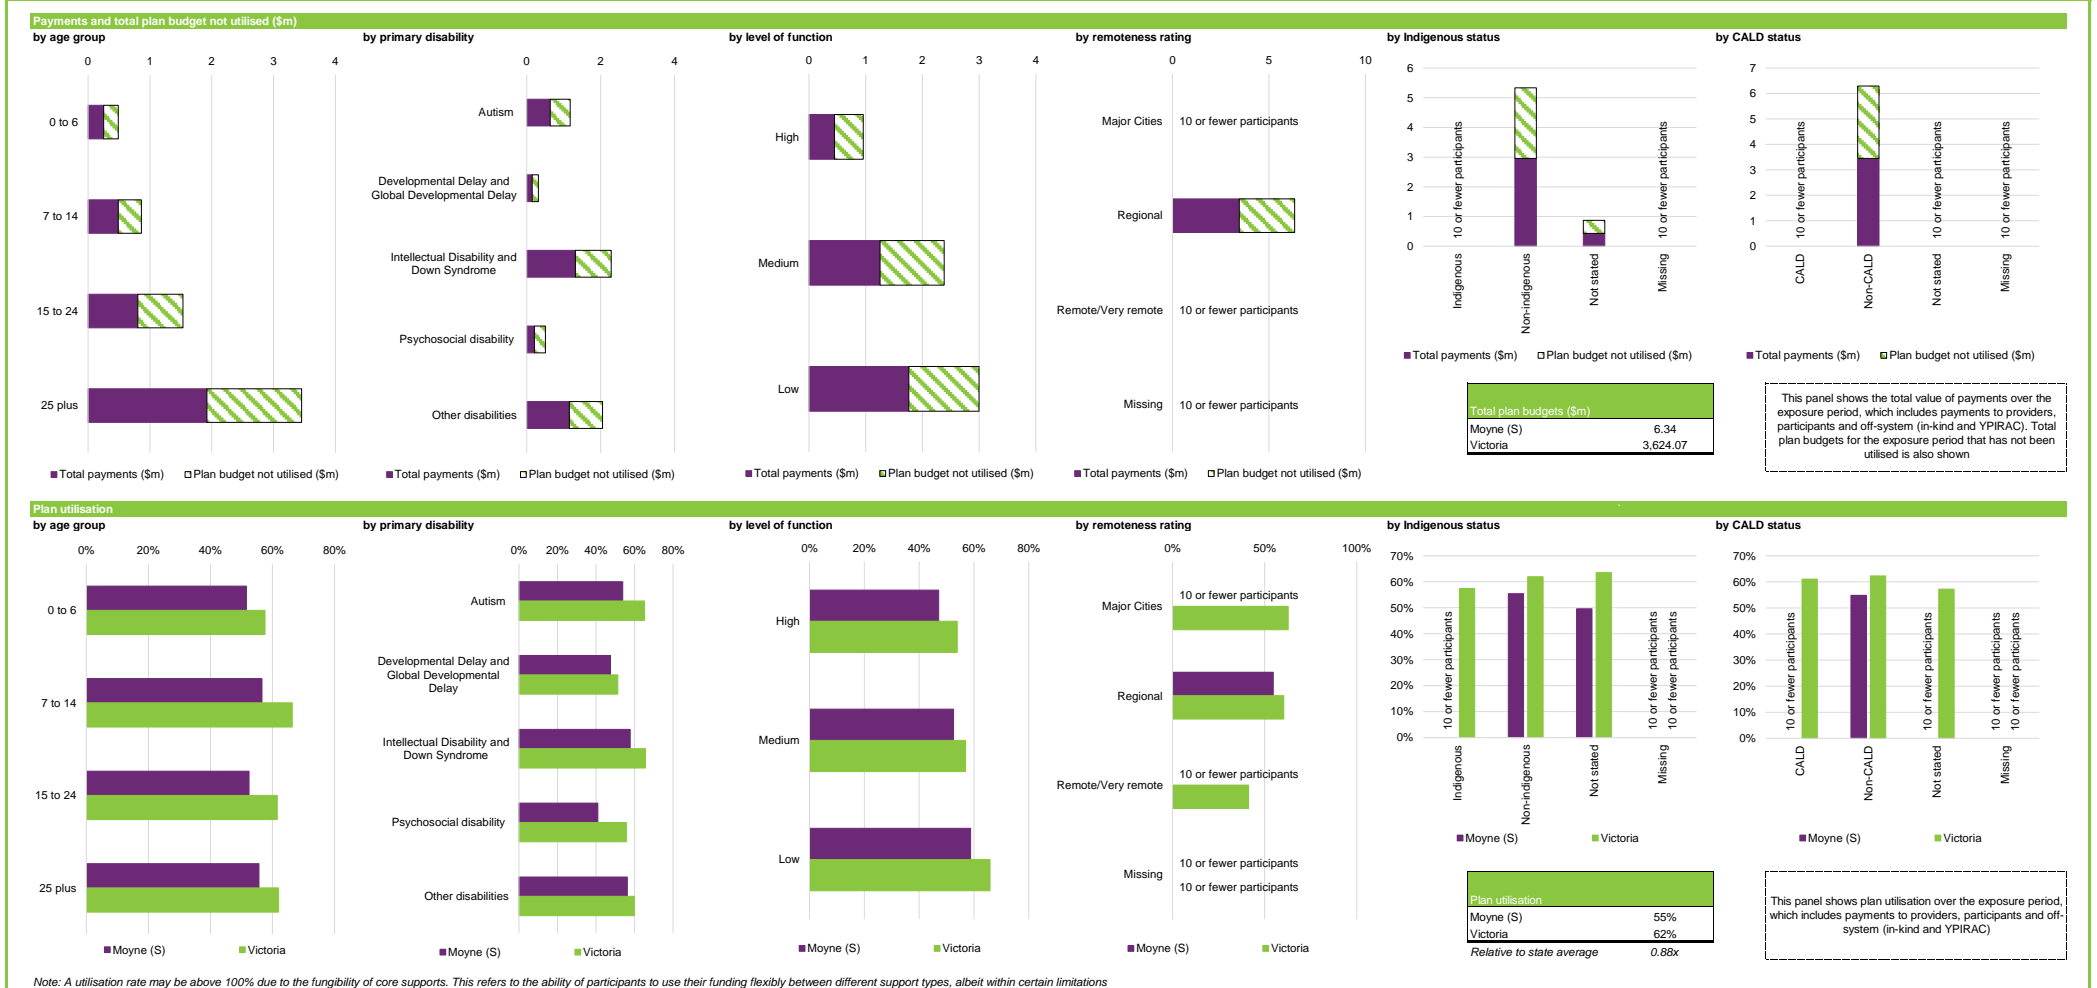 Payments and total plan budget not utilised ($m)
by age group
0 1 2 3 4
0 to 6
7 to 14
15 to 24
25 plus
Total payments ($m) Plan budget not utilised ($m)
by primary disability
0 2 4
Autism
Developmental Delay and
Global Developmental Delay
Intellectual Disability and
Down Syndrome
Psychosocial disability
Other disabilities
Total payments ($m) Plan budget not utilised ($m)
by level of function
0 1 2 3 4
High
Medium
Low
Total payments ($m) Plan budget not utilised ($m)
by remoteness rating
0 5 10
Major Cities 10 or fewer participants
Regional
Remote/Very remote 10 or fewer participants
Missing 10 or fewer participants
Total payments ($m) Plan budget not utilised ($m)
by Indigenous status
6
5
4
3
2
1
0
10 or fewer participants
10 or fewer participants
Indigenous
Non-indigenous
Not stated
Missing
Total payments ($m) Plan budget not utilised ($m)
by CALD status
7
6
5
4
3
2
1
0
10 or fewer participants
10 or fewer participants
10 or fewer participants
CALD
Non-CALD
Not stated
Missing
Total payments ($m) Plan budget not utilised ($m)
Total plan budgets ($m)
Moyne (S) 6.34
Victoria 3,624.07
This panel shows the total value of payments over the
exposure period, which includes payments to providers,
participants and off-system (in-kind and YPIRAC). Total
plan budgets for the exposure period that has not been
utilised is also shown
Plan utilisation
by age group
0% 20% 40% 60% 80%
0 to 6
7 to 14
15 to 24
25 plus
Moyne (S) Victoria
by primary disability
0% 20% 40% 60% 80%
Autism
Developmental Delay and
Global Developmental
Delay
Intellectual Disability and
Down Syndrome
Psychosocial disability
Other disabilities
Moyne (S) Victoria
by level of function
0% 20% 40% 60% 80%
High
Medium
Low
Moyne (S) Victoria
by remoteness rating
0% 50% 100%
Major Cities 10 or fewer participants
Regional
Remote/Very remote 10 or fewer participants
Missing 10 or fewer participants
10 or fewer participants
Moyne (S) Victoria
by Indigenous status
70%
60%
50%
40%
30%
20%
10%
0%
10 or fewer participants
10 or fewer participants
10 or fewer participants
Indigenous
Non-indigenous
Not stated
Missing
Moyne (S) Victoria
by CALD status
70%
60%
50%
40%
30%
20%
10%
0%
10 or fewer participants
10 or fewer participants
10 or fewer participants
10 or fewer participants
CALD
Non-CALD
Not stated
Missing
Moyne (S) Victoria
Plan utilisation
Moyne (S) 55%
Victoria 62%
Relative to state average 0.88x
This panel shows plan utilisation over the exposure period,
which includes payments to providers, participants and off-
system (in-kind and YPIRAC)
Note: A utilisation rate may be above 100% due to the fungibility of core supports. This refers to the ability of participants to use their funding flexibly between different support types, albeit within certain limitations